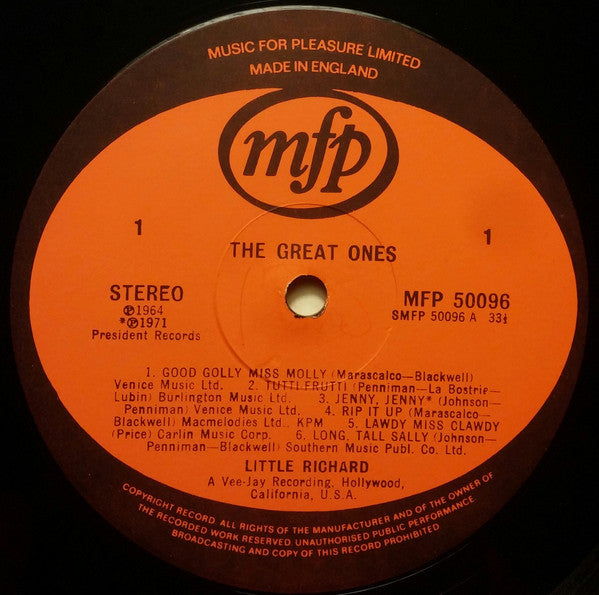 MUSIC FOR PLEASURE LIMITED
MADE IN ENGLAND
mfp
1
1
THE GREAT ONES
STEREO
℗1964
*℗1971
President Records
MFP 50096
SMFP 50096 A 33⅓
1. GOOD GOLLY MISS MOLLY (Marascalco—Blackwell)
Venice Music Ltd. 2. TUTTI.FRUTTI (Penniman—La Bostrie—
Lubin) Burlington Music Ltd. 3. JENNY, JENNY* (Johnson—
Penniman) Venice Music Ltd. 4. RIP IT UP (Marascalco—
Blackwell) Macmelodies Ltd., KPM 5. LAWDY MISS CLAWDY
(Price) Carlin Music Corp. 6. LONG, TALL SALLY (Johnson—
Penniman—Blackwell) Southern Music Publ. Co. Ltd.
LITTLE RICHARD
A Vee-Jay Recording, Hollywood,
California, U.S.A.
COPYRIGHT RECORD. ALL RIGHTS OF THE MANUFACTURER AND OF THE OWNER OF
THE RECORDED WORK RESERVED. UNAUTHORISED PUBLIC PERFORMANCE.
BROADCASTING AND COPY OF THIS RECORD PROHIBITED